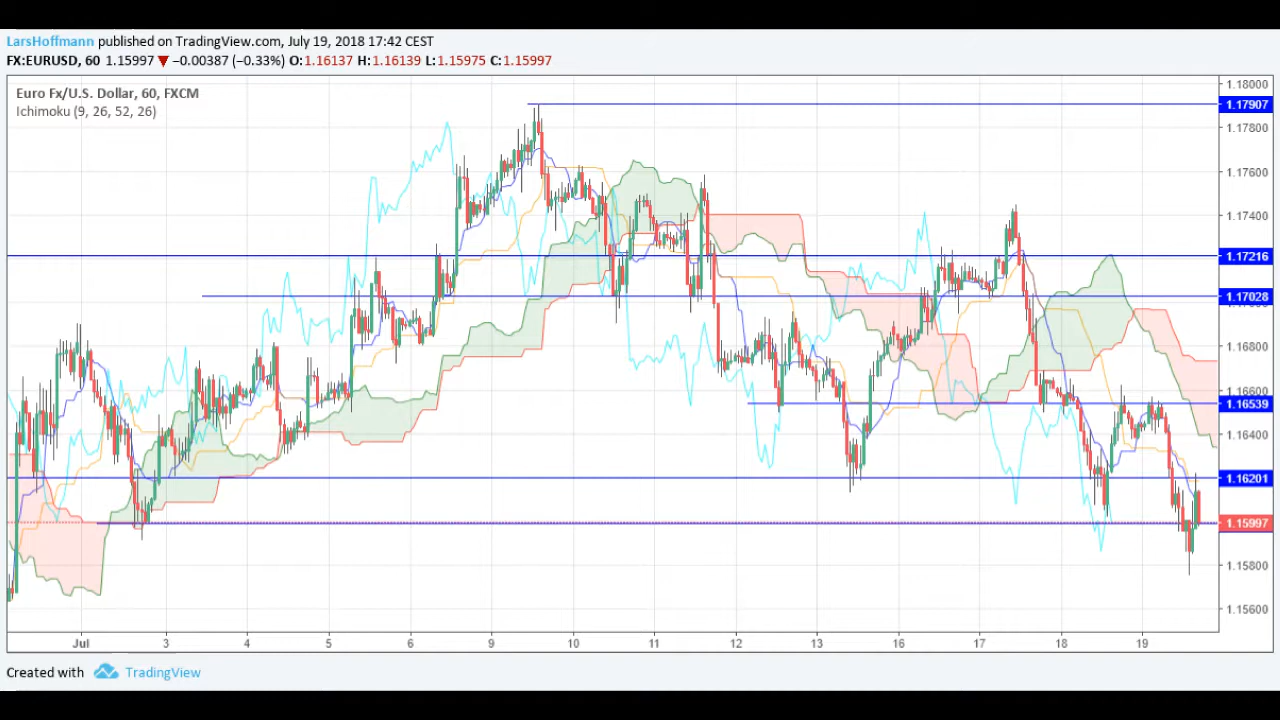 LarsHoffmann published on TradingView.com, July 19, 2018 17:42 CEST
FX:EURUSD, 60 1.15997 ▼ −0.00387 (−0.33%) O:1.16137 H:1.16139 L:1.15975 C:1.15997
Euro Fx/U.S. Dollar, 60, FXCM
Ichimoku (9, 26, 52, 26)
1.18000
1.17907
1.17800
1.17600
1.17400
1.17216
1.17028
1.16800
1.16600
1.16539
1.16400
1.16201
1.15997
1.15800
1.15600
Jul 3 4 5 6 9 10 11 12 13 16 17 18 19
Created with TradingView